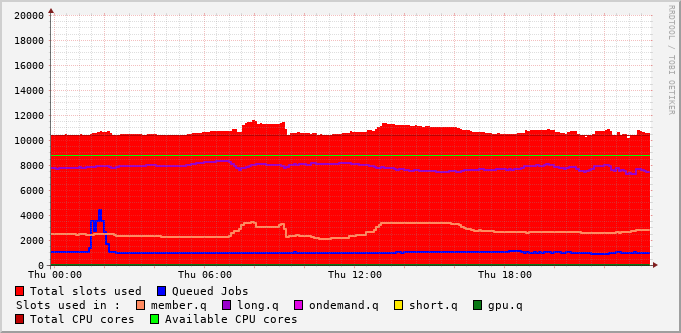 20000
18000
16000
14000
12000
10000
8000
6000
4000
2000
0
Thu 00:00 Thu 06:00 Thu 12:00 Thu 18:00
Total slots used Queued Jobs
Slots used in : member.q long.q ondemand.q short.q gpu.q
Total CPU cores Available CPU cores
RRDTOOL / TOBI OETIKER